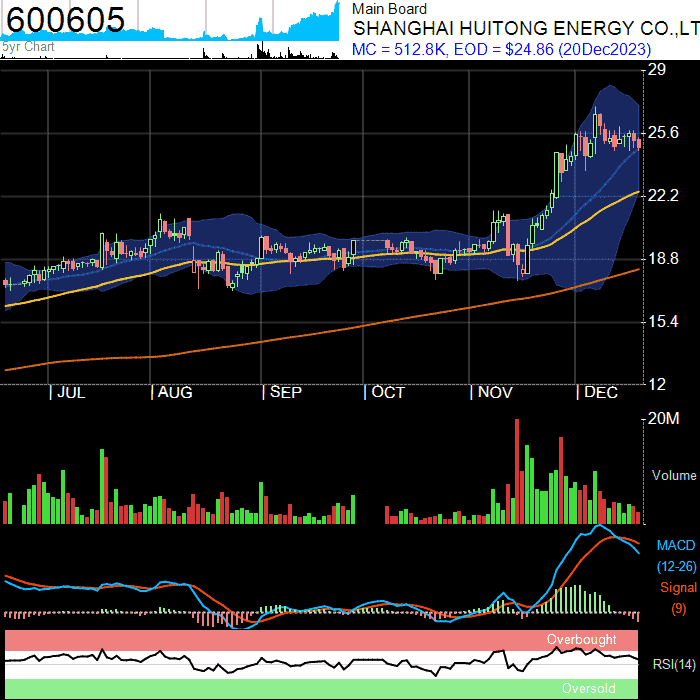 600605
5yr Chart
Main Board
SHANGHAI HUITONG ENERGY CO.,LT
MC = 512.8K, EOD = $24.86 (20Dec2023)
29
25.6
22.2
18.8
15.4
12
JUL
AUG
SEP
OCT
NOV
DEC
20M
Volume
MACD
(12-26)
Signal
(9)
Overbought
RSI(14)
Oversold